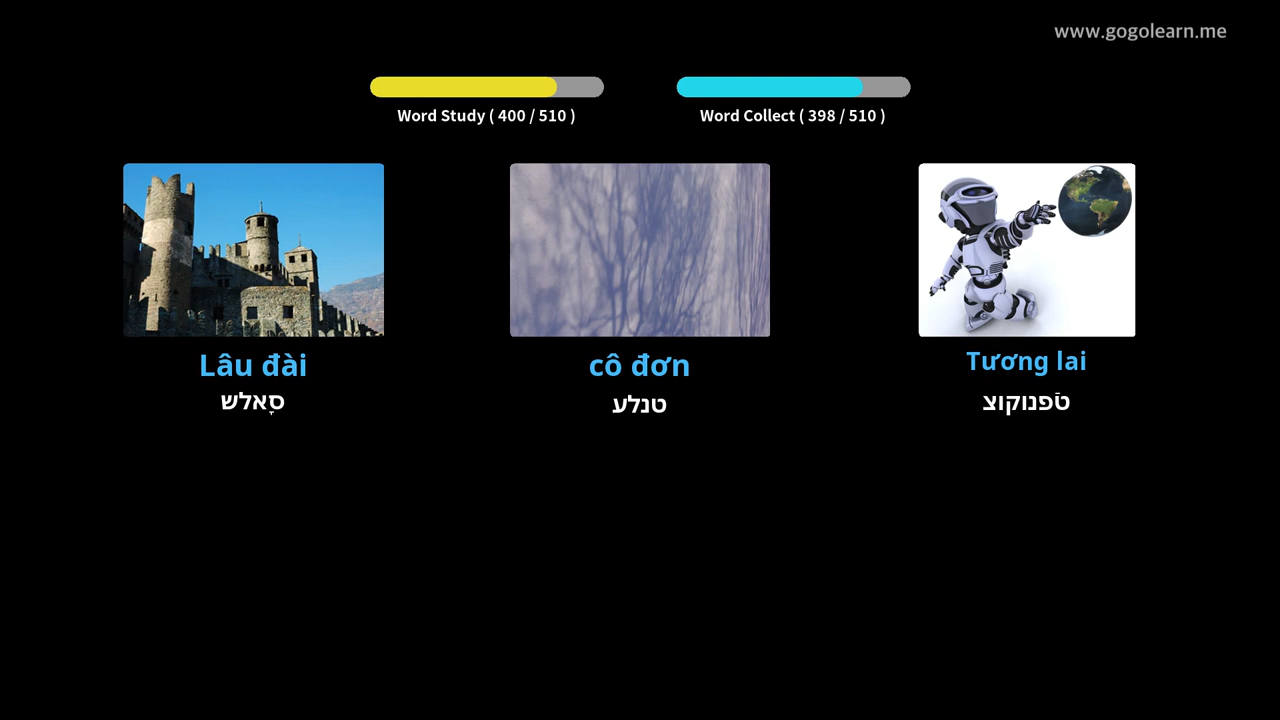 www.gogolearn.me
Word Study ( 400 / 510 )
Word Collect ( 398 / 510 )
Lâu đài
סָאלש
cô đơn
טנלע
Tương lai
טֿפנוקוצ